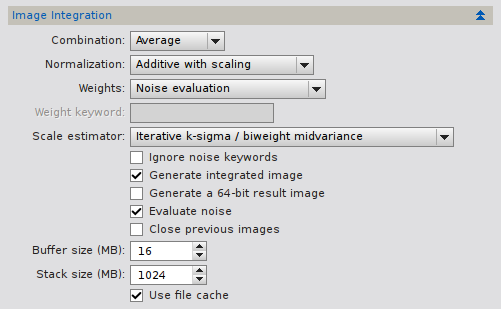 Image Integration
Combination: Average
Normalization: Additive with scaling
Weights: Noise evaluation
Weight keyword:
Scale estimator: Iterative k-sigma / biweight midvariance
Ignore noise keywords
Generate integrated image
Generate a 64-bit result image
Evaluate noise
Close previous images
Buffer size (MB): 16
Stack size (MB): 1024
Use file cache